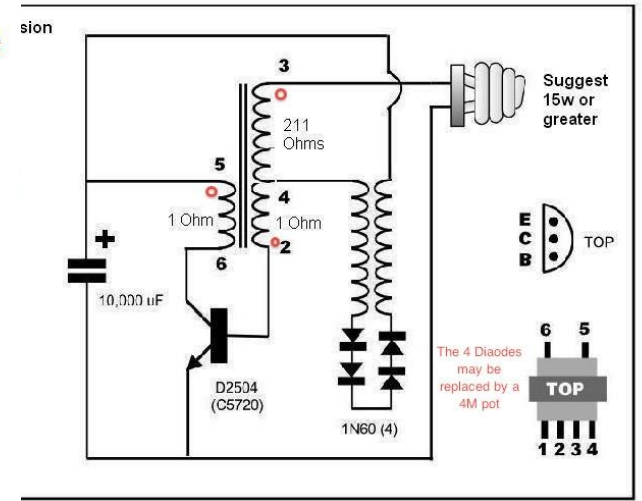 sion
3
Suggest
15w or
greater
211
Ohms
5
4
1 Ohm
1 Ohm
2
6
+
10,000 uF
E
C
B
TOP
D2504
(C5720)
1N60 (4)
The 4 Diaodes
may be
replaced by a
4M pot
6 5
TOP
1 2 3 4